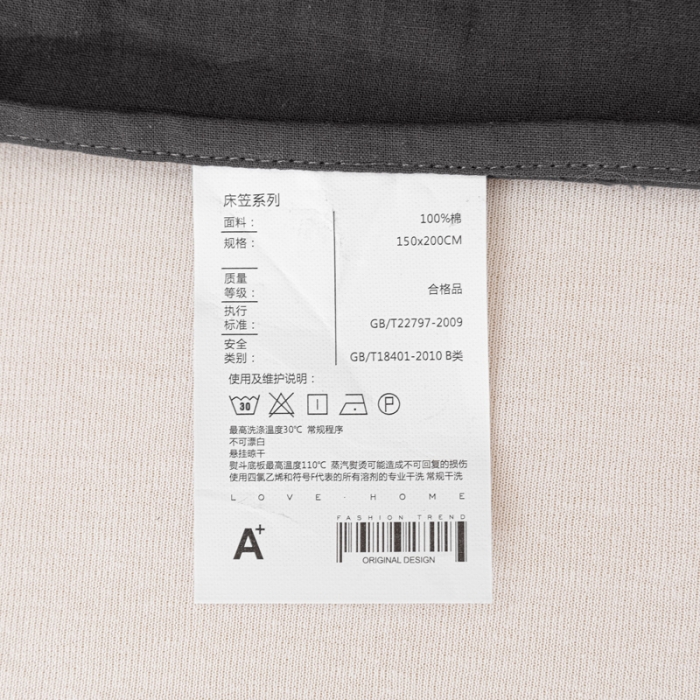 床笠系列
面料： 100%棉
规格： 150x200CM
质量
等级： 合格品
执行
标准： GB/T22797-2009
安全
类别： GB/T18401-2010 B类
使用及维护说明：
30 P
最高洗涤温度30℃ 常规程序
不可漂白
悬挂晾干
熨斗底板最高温度110℃ 蒸汽熨烫可能造成不可回复的损伤
使用四氯乙烯和符号F代表的所有溶剂的专业干洗 常规干洗
LOVE·HOME
A+
FASHION TREND
ORIGINAL DESIGN